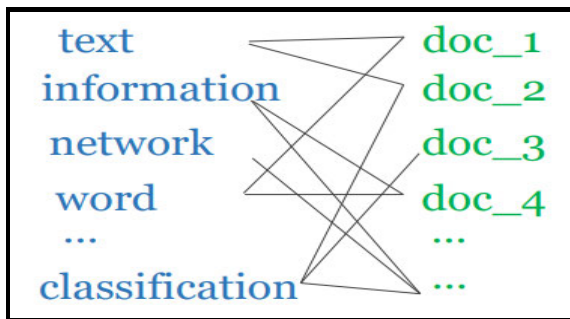 text doc_1
information doc_2
network doc_3
word doc_4
... ...
classification ...